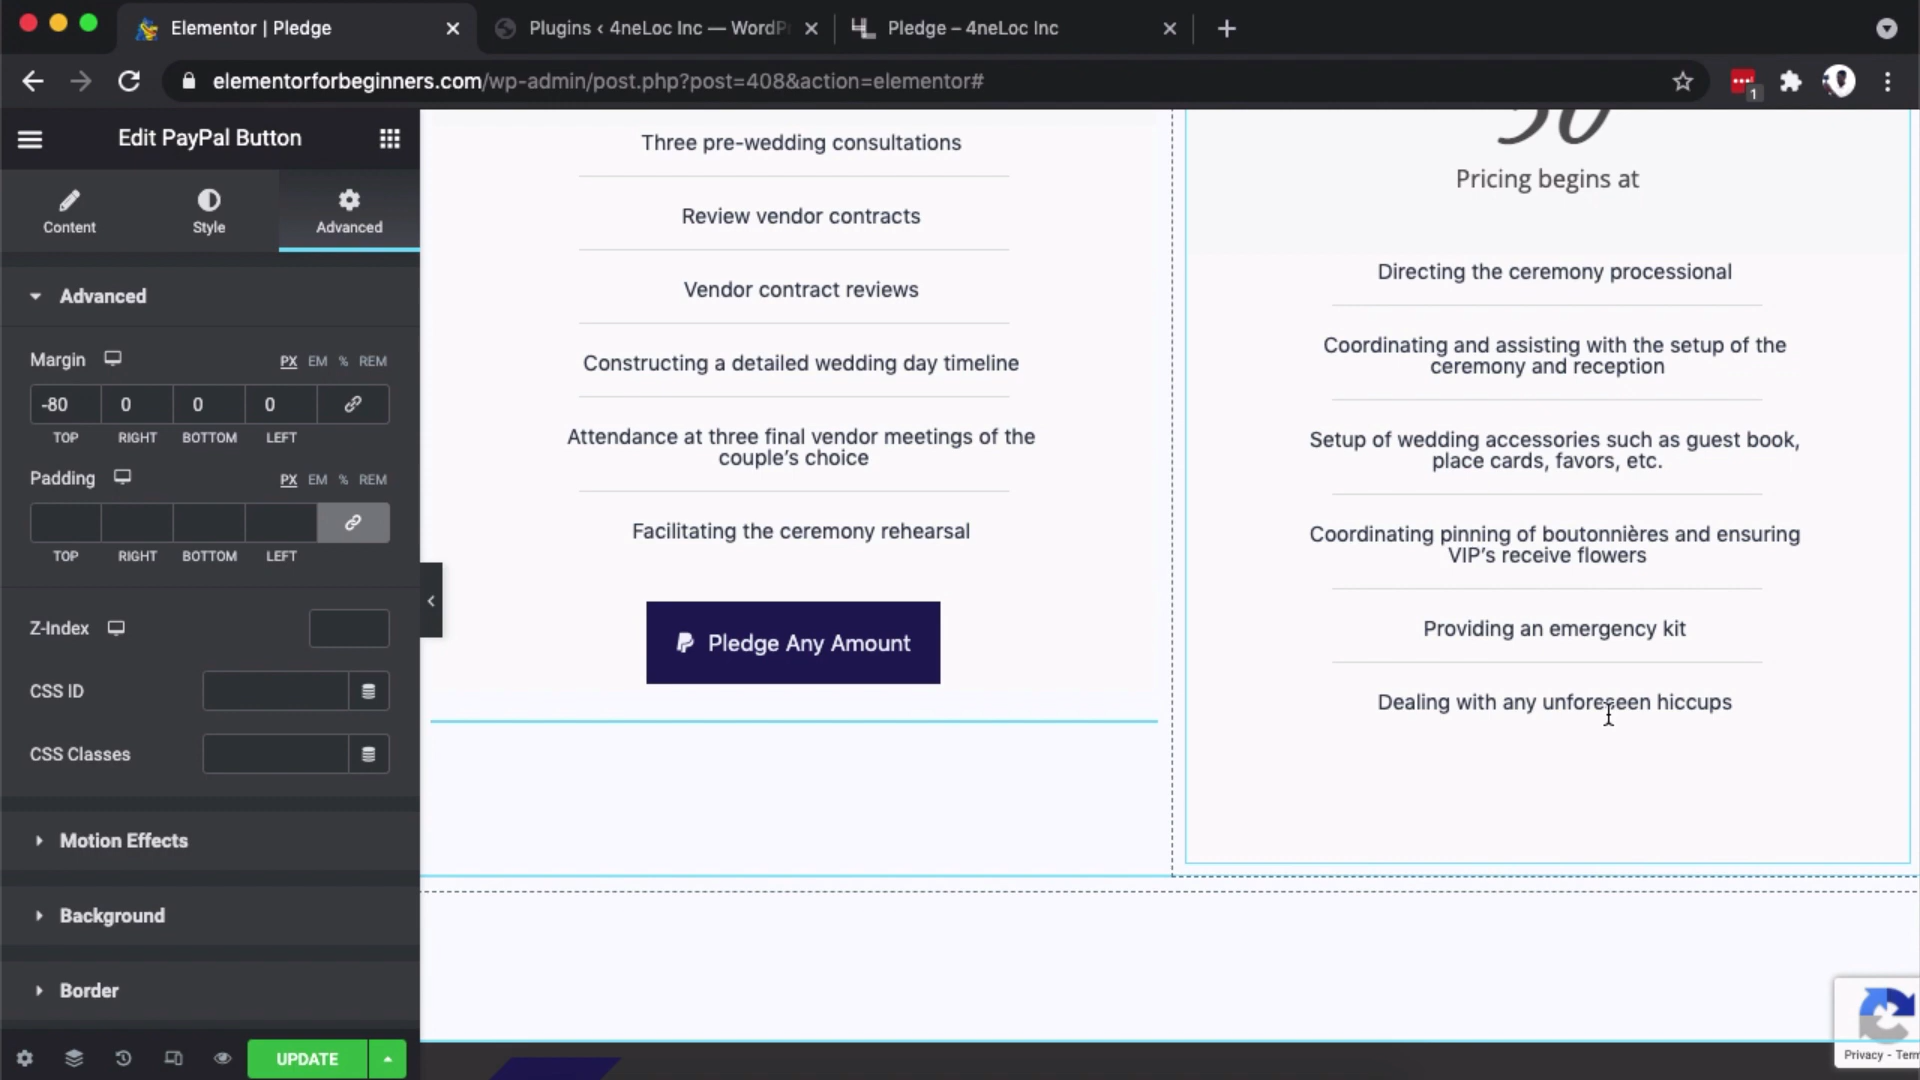 Elementor | Pledge
Plugins ‹ 4neLoc Inc — WordP
Pledge – 4neLoc Inc
elementorforbeginners.com/wp-admin/post.php?post=408&action=elementor#
1
Edit PayPal Button
Content
Style
Advanced
Advanced
Margin
PX EM % REM
-80 0 0 0
TOP RIGHT BOTTOM LEFT
Padding
PX EM % REM
TOP RIGHT BOTTOM LEFT
Z-Index
CSS ID
CSS Classes
Motion Effects
Background
Border
UPDATE
Three pre-wedding consultations
Review vendor contracts
Vendor contract reviews
Constructing a detailed wedding day timeline
Attendance at three final vendor meetings of the
couple's choice
Facilitating the ceremony rehearsal
Pledge Any Amount
Pricing begins at
Directing the ceremony processional
Coordinating and assisting with the setup of the
ceremony and reception
Setup of wedding accessories such as guest book,
place cards, favors, etc.
Coordinating pinning of boutonnières and ensuring
VIP's receive flowers
Providing an emergency kit
Dealing with any unforeseen hiccups
Privacy - Term